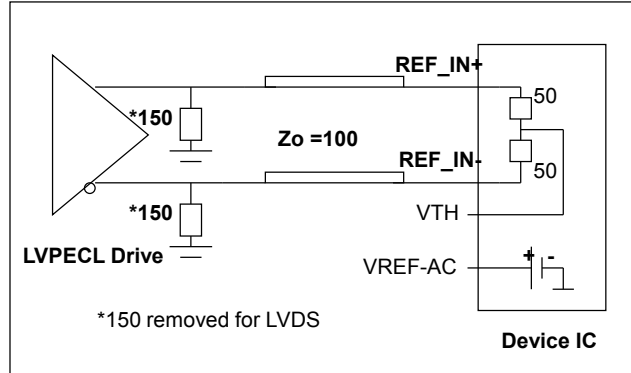 REF_IN+
50
*150
Zo =100
REF_IN-
50
*150
VTH
LVPECL Drive
VREF-AC
+ -
*150 removed for LVDS
Device IC